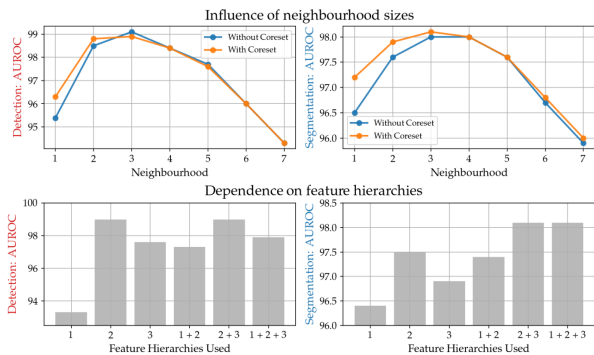 Influence of neighbourhood sizes
Detection: AUROC
99
98
97
96
95
Without Coreset
With Coreset
1 2 3 4 5 6 7
Neighbourhood
Segmentation: AUROC
98.0
97.5
97.0
96.5
96.0
Without Coreset
With Coreset
1 2 3 4 5 6 7
Neighbourhood
Dependence on feature hierarchies
Detection: AUROC
100
98
96
94
1 2 3 1 + 2 2 + 3 1 + 2 + 3
Feature Hierarchies Used
Segmentation: AUROC
98.5
98.0
97.5
97.0
96.5
96.0
1 2 3 1 + 2 2 + 3 1 + 2 + 3
Feature Hierarchies Used